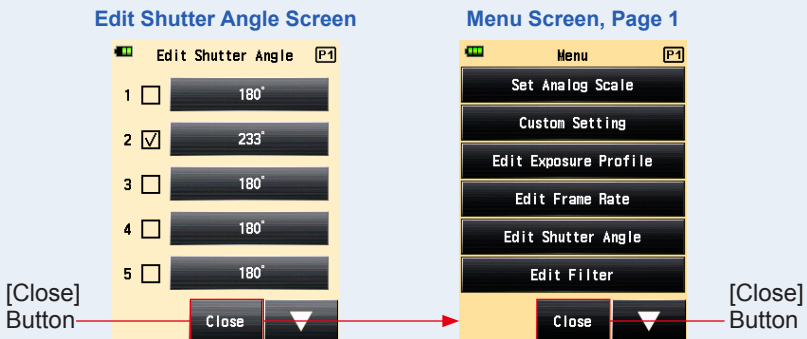 Edit Shutter Angle Screen
Edit Shutter Angle P1
1 180°
2 233°
3 180°
4 180°
5 180°
[Close]
Button
Close
Menu Screen, Page 1
Menu P1
Set Analog Scale
Custom Setting
Edit Exposure Profile
Edit Frame Rate
Edit Shutter Angle
Edit Filter
Close
[Close]
Button